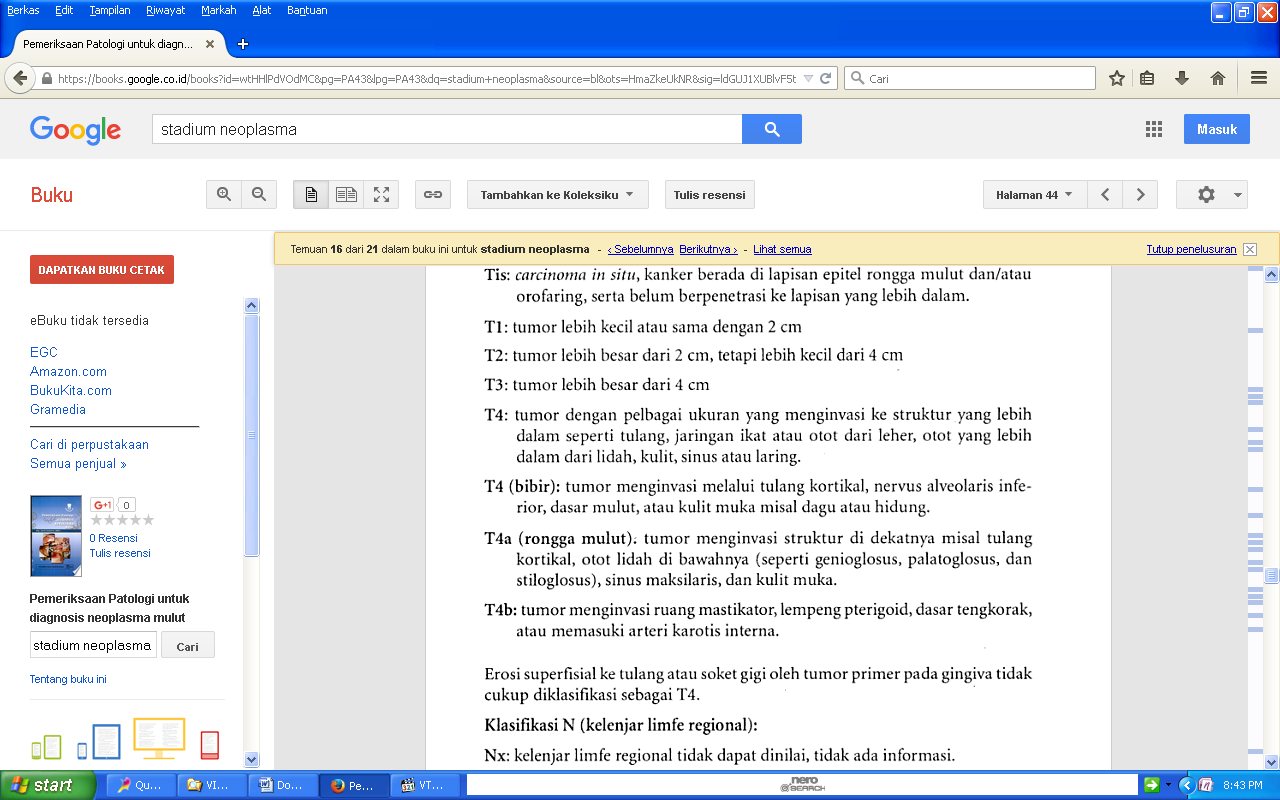 Berkas Edit Tampilan Riwayat Markah Alat Bantuan
Pemeriksaan Patologi untuk diagn... × +
https://books.google.co.id/books?id=wtHHlPdVOdMC&pg=PA43&lpg=PA43&dq=stadium+neoplasma&source=bl&ots=HmaZkeUkNR&sig=ldGUJ1XUBlvF5t
Cari
Google
stadium neoplasma
Masuk
Buku
Tambahkan ke Koleksiku
Tulis resensi
Halaman 44
Temuan 16 dari 21 dalam buku ini untuk stadium neoplasma - ‹ Sebelumnya Berikutnya › - Lihat semua
Tutup penelusuran
DAPATKAN BUKU CETAK
eBuku tidak tersedia
EGC
Amazon.com
BukuKita.com
Gramedia
Cari di perpustakaan
Semua penjual »
G+1 0
0 Resensi
Tulis resensi
Pemeriksaan Patologi untuk
diagnosis neoplasma mulut
stadium neoplasma
Cari
Tentang buku ini
Tis: carcinoma in situ, kanker berada di lapisan epitel rongga mulut dan/atau
orofaring, serta belum berpenetrasi ke lapisan yang lebih dalam.
T1: tumor lebih kecil atau sama dengan 2 cm
T2: tumor lebih besar dari 2 cm, tetapi lebih kecil dari 4 cm
T3: tumor lebih besar dari 4 cm
T4: tumor dengan pelbagai ukuran yang menginvasi ke struktur yang lebih
dalam seperti tulang, jaringan ikat atau otot dari leher, otot yang lebih
dalam dari lidah, kulit, sinus atau laring.
T4 (bibir): tumor menginvasi melalui tulang kortikal, nervus alveolaris infe-
rior, dasar mulut, atau kulit muka misal dagu atau hidung.
T4a (rongga mulut). tumor menginvasi struktur di dekatnya misal tulang
kortikal, otot lidah di bawahnya (seperti genioglosus, palatoglosus, dan
stiloglosus), sinus maksilaris, dan kulit muka.
T4b: tumor menginvasi ruang mastikator, lempeng pterigoid, dasar tengkorak,
atau memasuki arteri karotis interna.
Erosi superfisial ke tulang atau soket gigi oleh tumor primer pada gingiva tidak
cukup diklasifikasi sebagai T4.
Klasifikasi N (kelenjar limfe regional):
Nx: kelenjar limfe regional tidak dapat dinilai, tidak ada informasi.
start
Qu...
VI...
Do...
Pe...
VT...
nero
SEARCH
8:43 PM